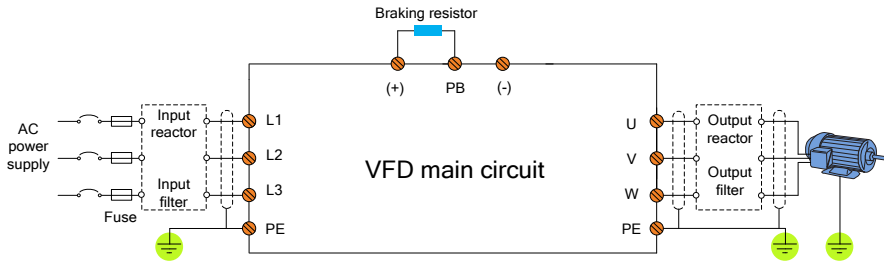 Braking resistor
(+)
PB
(-)
AC
power
supply
Fuse
Input
reactor
Input
filter
L1
L2
L3
PE
VFD main circuit
U
V
W
PE
Output
reactor
Output
filter